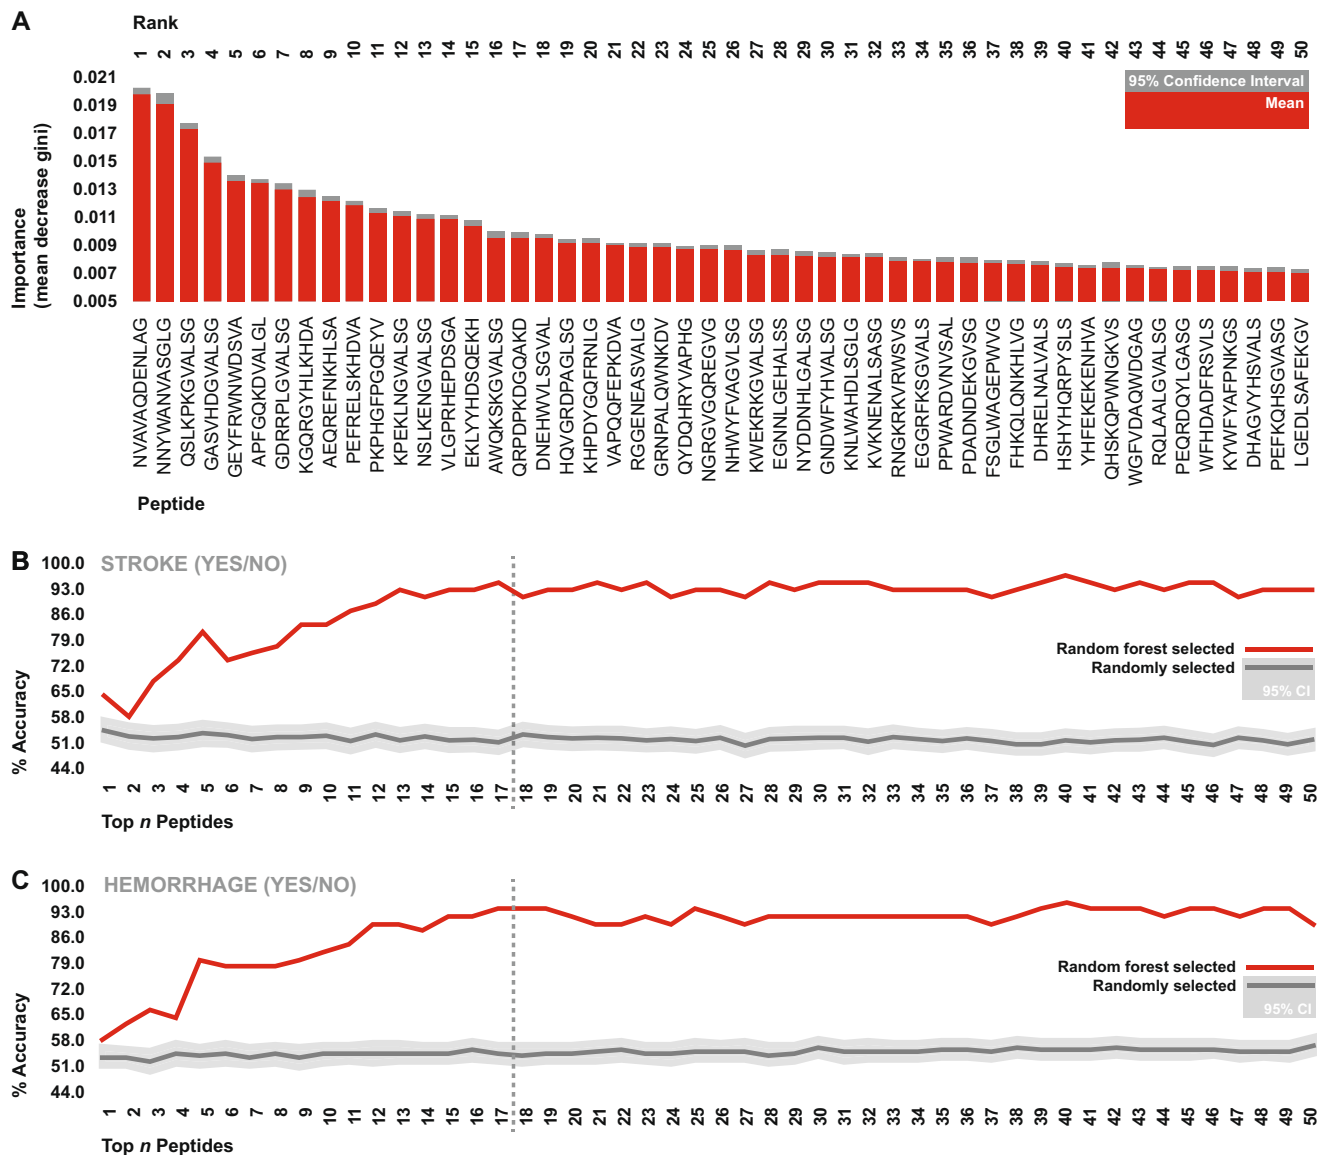 A
Rank
1 2 3 4 5 6 7 8 9 10 11 12 13 14 15 16 17 18 19 20 21 22 23 24 25 26 27 28 29 30 31 32 33 34 35 36 37 38 39 40 41 42 43 44 45 46 47 48 49 50
Importance
(mean decrease gini)
0.021
0.019
0.017
0.015
0.013
0.011
0.009
0.007
0.005
95% Confidence Interval
Mean
NVAVAQDENLAG
NNYWANVASGLG
QSLKPKGVALSG
GASVHDGVALSG
GEYFRWNWDSVA
APFGQKDVALGL
GDRRPLGVALSG
KGQRGYHLKHDA
AEQREFNKHLSA
PEFRELSKHDVA
PKPHGFPGQEYV
KPEKLNGVALSG
NSLKENGVALSG
VLGPRHEPDSGA
EKLYYHDSQEKH
AWQKSKGVALSG
QRPDPKDGQAKD
DNEHWVLSGVAL
HQVGRDPAGLSG
KHPDYGQFRNLG
VAPQQFEPKDVA
RGGENEASVALG
GRNPALQWNKDV
QYDQHRYVAPHG
NGRGVGQREGVG
NHWYFVAGVLSG
KWEKRKGVALSG
EGNNLGEHALSS
NYDDNHLGALSG
GNDWFYHVALSG
KNLWAHDLSGLG
KVKNENALSASG
RNGKRKVRWSVS
EGGRFKSGVALS
PPWARDVNVSAL
PDADNDEKGVSG
FSGLWAGEPWVG
FHKQLQNKHLVG
DHRELNALVALS
HSHYHQRPYSLS
YHFEKEKENHVA
QHSKQPWNGKVS
WGFVDAQWDGAG
RQLAALGVALSG
PEQRDQYLGASG
WFHDADFRSVLS
KYWFYAFPNKGS
DHAGVYHSVALS
PEFKQHSGVASG
LGEDLSAFEKGV
Peptide
B
STROKE (YES/NO)
% Accuracy
100.0
93.0
86.0
79.0
72.0
65.0
58.0
51.0
44.0
Random forest selected
Randomly selected
95% CI
1 2 3 4 5 6 7 8 9 10 11 12 13 14 15 16 17 18 19 20 21 22 23 24 25 26 27 28 29 30 31 32 33 34 35 36 37 38 39 40 41 42 43 44 45 46 47 48 49 50
Top n Peptides
C
HEMORRHAGE (YES/NO)
% Accuracy
100.0
93.0
86.0
79.0
72.0
65.0
58.0
51.0
44.0
Random forest selected
Randomly selected
95% CI
1 2 3 4 5 6 7 8 9 10 11 12 13 14 15 16 17 18 19 20 21 22 23 24 25 26 27 28 29 30 31 32 33 34 35 36 37 38 39 40 41 42 43 44 45 46 47 48 49 50
Top n Peptides